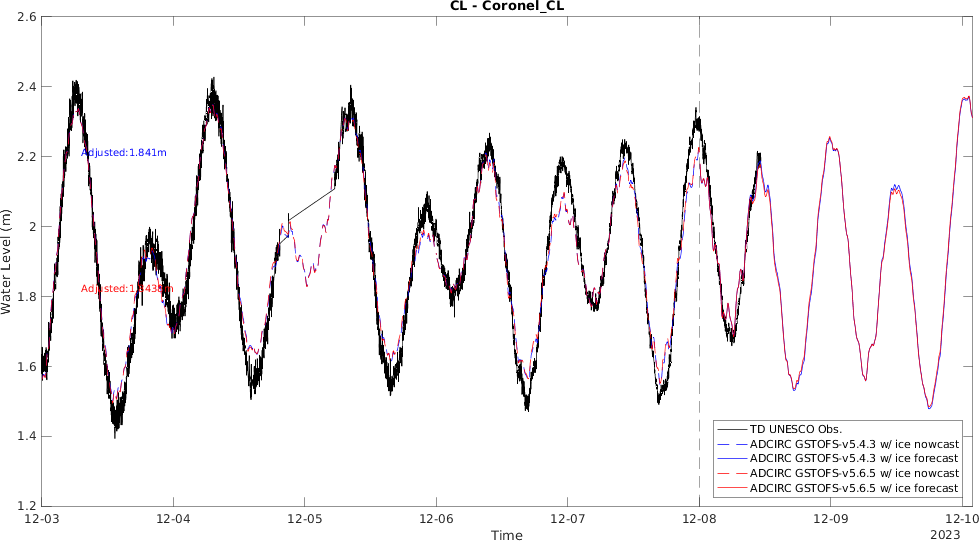 CL - Coronel_CL
2.6
2.4
2.2
2
1.8
1.6
1.4
1.2
Water Level (m)
Adjusted:1.841m
TD UNESCO Obs.
ADCIRC GSTOFS-v5.4.3 w/ ice nowcast
ADCIRC GSTOFS-v5.4.3 w/ ice forecast
ADCIRC GSTOFS-v5.6.5 w/ ice nowcast
ADCIRC GSTOFS-v5.6.5 w/ ice forecast
12-03 12-04 12-05 12-06 12-07 12-08 12-09 12-10
Time
2023